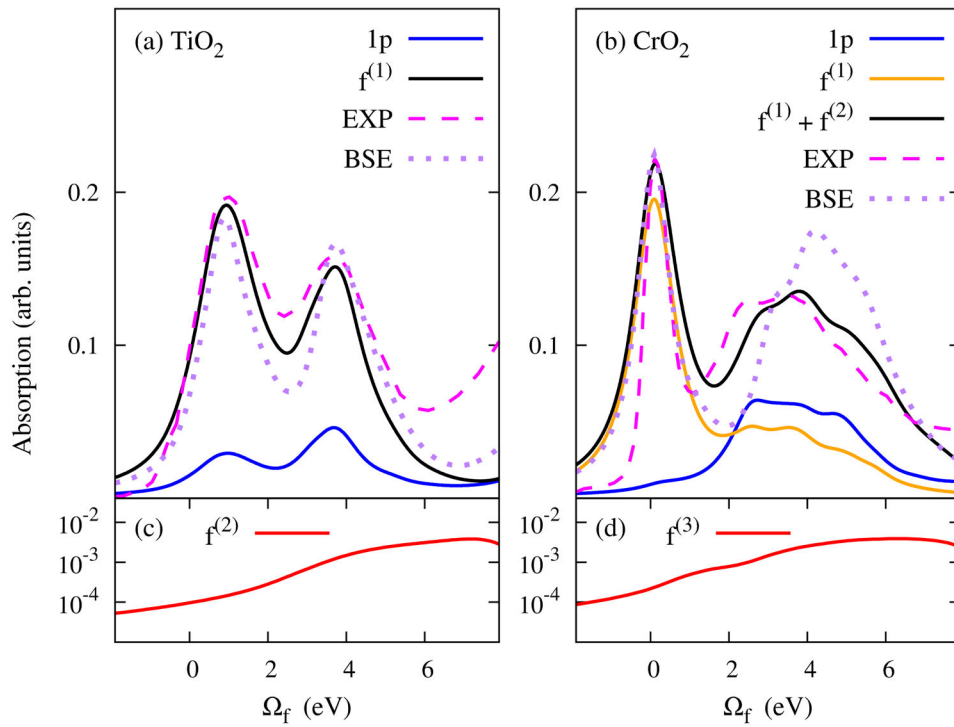 (a) TiO₂
1p
f⁽¹⁾
EXP
BSE
(b) CrO₂
1p
f⁽¹⁾
f⁽¹⁾ + f⁽²⁾
EXP
BSE
Absorption (arb. units)
0.2
0.1
(c)
f⁽²⁾
10⁻²
10⁻³
10⁻⁴
0 2 4 6
Ω_f (eV)
0.2
0.1
(d)
f⁽³⁾
10⁻²
10⁻³
10⁻⁴
0 2 4 6
Ω_f (eV)